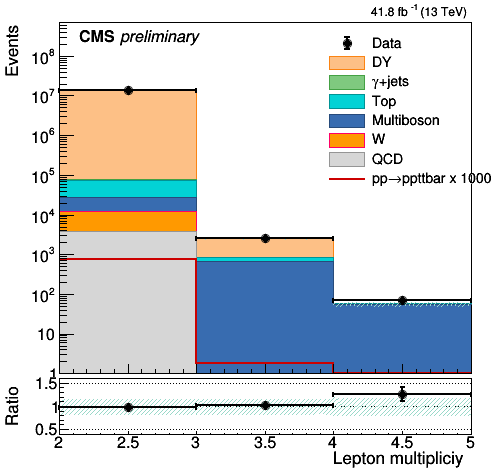 41.8 fb⁻¹ (13 TeV)
Events
CMS preliminary
Data
DY
γ+jets
Top
Multiboson
W
QCD
pp→ppttbar x 1000
10⁸
10⁷
10⁶
10⁵
10⁴
10³
10²
10
1
Ratio
1.5
1
0.5
2 2.5 3 3.5 4 4.5 5
Lepton multipliciy